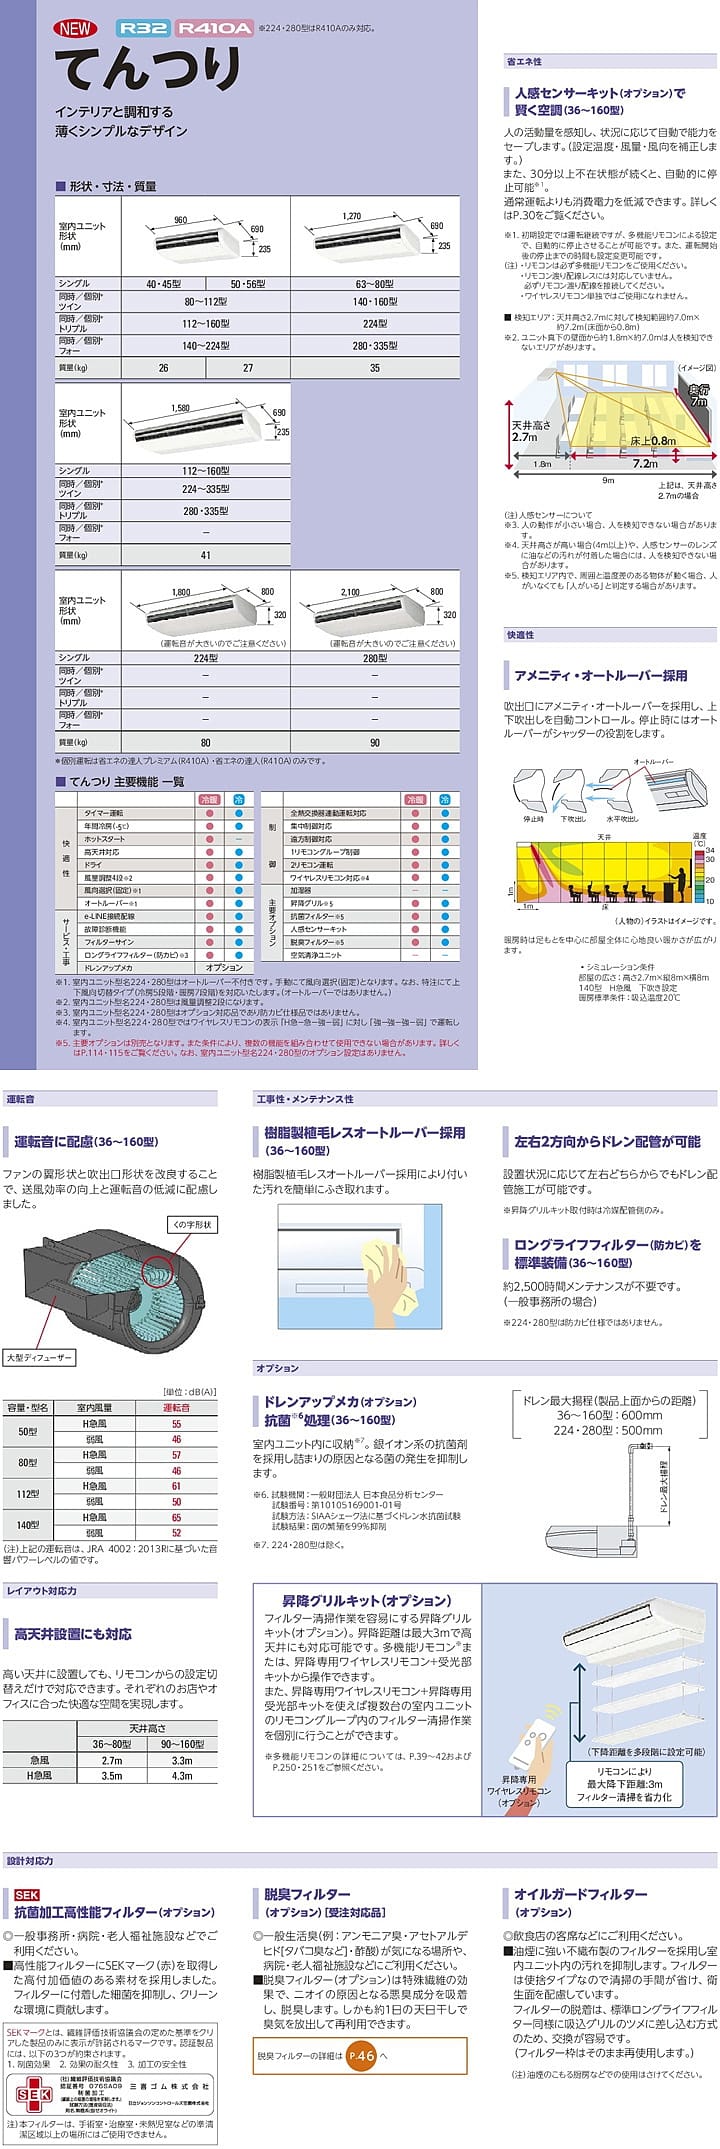 NEW R32 R410A ※224・280型はR410Aのみ対応。
てんつり
インテリアと調和する
薄くシンプルなデザイン
■ 形状・寸法・質量
室内ユニット
形状
(mm)
960 690 235
1,270 690 235
シングル 40・45型 50・56型 63〜80型
同時／個別*
ツイン 80〜112型 140・160型
同時／個別*
トリプル 112〜160型 224型
同時／個別*
フォー 140〜224型 280・335型
質量(kg) 26 27 35
室内ユニット
形状
(mm)
1,580 690 235
シングル 112〜160型
同時／個別*
ツイン 224〜335型
同時／個別*
トリプル 280・335型
同時／個別*
フォー −
質量(kg) 41
室内ユニット
形状
(mm)
1,800 800 320
2,100 800 320
(運転音が大きいのでご注意ください) (運転音が大きいのでご注意ください)
シングル 224型 280型
同時／個別*
ツイン − −
同時／個別*
トリプル − −
同時／個別*
フォー − −
質量(kg) 80 90
＊個別運転は省エネの達人プレミアム(R410A)・省エネの達人(R410A)のみです。
■ てんつり 主要機能 一覧
冷暖 冷
快適性
タイマー運転 ● ●
年間冷房(-5℃) ● ●
ホットスタート ● −
高天井対応 ● ●
ドライ ● ●
風量調整4段※2 ● ●
風向選択(固定)※1 ● ●
オートルーバー※1 ● ●
サービス・工事
e-LINE接続配線 ● ●
故障診断機能 ● ●
フィルターサイン ● ●
ロングライフフィルター(防カビ)※3 ● ●
ドレンアップメカ オプション
冷暖 冷
制御
全熱交換器連動運転対応 ● ●
集中制御対応 ● ●
遠方制御対応 ● ●
1リモコングループ制御 ● ●
2リモコン運転 ● ●
ワイヤレスリモコン対応※4 ● ●
主要オプション
加湿器 − −
昇降グリル※5 ● ●
抗菌フィルター※5 ● ●
人感センサーキット ● ●
脱臭フィルター※5 ● ●
空気清浄ユニット − −
※1. 室内ユニット型名224・280型はオートルーバー不付きです。手動にて風向選択(固定)となります。なお、特注にて上
下風向切替タイプ(冷房5段階・暖房7段階)を対応いたします。(オートルーバーではありません。)
※2. 室内ユニット型名224・280型は風量調整2段になります。
※3. 室内ユニット型名224・280型はオプション対応品であり防カビ仕様品ではありません。
※4. 室内ユニット型名224・280型ではワイヤレスリモコンの表示「H急ー急ー強ー弱」に対し「強ー強ー強ー弱」で運転し
ます。
※5. 主要オプションは別売となります。また条件により、複数の機能を組み合わせて使用できない場合があります。詳しく
はP.114・115をご覧ください。なお、室内ユニット型名224・280型のオプション設定はありません。
省エネ性
人感センサーキット(オプション)で
賢く空調(36〜160型)
人の活動量を感知し、状況に応じて自動で能力を
セーブします。(設定温度・風量・風向を補正しま
す。)
また、30分以上不在状態が続くと、自動的に停
止可能※1。
通常運転よりも消費電力を低減できます。詳しく
はP.30をご覧ください。
※1. 初期設定では運転継続ですが、多機能リモコンによる設定
で、自動的に停止させることが可能です。また、運転開始
後の停止までの時間も設定変更可能です。
(注)・リモコンは必ず多機能リモコンをご使用ください。
・リモコン渡り配線レスには対応していません。
必ずリモコン渡り配線を接続してください。
・ワイヤレスリモコン単独ではご使用になれません。
■ 検知エリア：天井高さ2.7mに対して検知範囲約7.0m×
約7.2m(床面から0.8m)
※2. ユニット真下の壁面から約1.8m×約7.0mは人を検知でき
ないエリアがあります。
(イメージ図)
奥行
7m
天井高さ
2.7m
床上0.8m
1.8m 7.2m
9m
上記は、天井高さ
2.7mの場合
(注)人感センサーについて
※3. 人の動作が小さい場合、人を検知できない場合がありま
す。
※4. 天井高さが高い場合(4m以上)や、人感センサーのレンズ
に油などの汚れが付着した場合には、人を検知できない場
合があります。
※5. 検知エリア内で、周囲と温度差のある物体が動く場合、人
がいなくても「人がいる」と判定する場合があります。
快適性
アメニティ・オートルーバー採用
吹出口にアメニティ・オートルーバーを採用し、上
下吹出しを自動コントロール。停止時にはオート
ルーバーがシャッターの役割をします。
オートルーバー
停止時 下吹出し 水平吹出し
天井 温度
(℃)
34
30
20
10
1m
1m 床
(人物の)イラストはイメージです。
暖房時は足もとを中心に部屋全体に心地良い暖かさが広がり
ます。
・シミュレーション条件
部屋の広さ：高さ2.7m×縦8m×横8m
140型 H急風 下吹き設定
暖房標準条件：吸込温度20℃
運転音
運転音に配慮(36〜160型)
ファンの翼形状と吹出口形状を改良すること
で、送風効率の向上と運転音の低減に配慮し
ました。
くの字形状
大型ディフューザー
[単位：dB(A)]
容量・型名 室内風量 運転音
50型 H急風 55
弱風 46
80型 H急風 57
弱風 46
112型 H急風 61
弱風 50
140型 H急風 65
弱風 52
(注)上記の運転音は、JRA 4002：2013Rに基づいた音
響パワーレベルの値です。
レイアウト対応力
高天井設置にも対応
高い天井に設置しても、リモコンからの設定切
替えだけで対応できます。それぞれのお店やオ
フィスに合った快適な空間を実現します。
天井高さ
36〜80型 90〜160型
急風 2.7m 3.3m
H急風 3.5m 4.3m
工事性・メンテナンス性
樹脂製植毛レスオートルーバー採用
(36〜160型)
樹脂製植毛レスオートルーバー採用により付い
た汚れを簡単にふき取れます。
左右2方向からドレン配管が可能
設置状況に応じて左右どちらからでもドレン配
管施工が可能です。
※昇降グリルキット取付時は冷媒配管側のみ。
ロングライフフィルター(防カビ)を
標準装備(36〜160型)
約2,500時間メンテナンスが不要です。
(一般事務所の場合)
※224・280型は防カビ仕様ではありません。
オプション
ドレンアップメカ(オプション)
抗菌※6処理(36〜160型)
室内ユニット内に収納※7。銀イオン系の抗菌剤
を採用し詰まりの原因となる菌の発生を抑制し
ます。
※6. 試験機関：一般財団法人 日本食品分析センター
試験番号：第10105169001-01号
試験方法：SIAAシェーク法に基づくドレン水抗菌試験
試験結果：菌の繁殖を99%抑制
※7. 224・280型は除く。
ドレン最大揚程(製品上面からの距離)
36〜160型：600mm
224・280型：500mm
ドレン最大揚程
昇降グリルキット(オプション)
フィルター清掃作業を容易にする昇降グリル
キット(オプション)。昇降距離は最大3mで高
天井にも対応可能です。多機能リモコン※ま
たは、昇降専用ワイヤレスリモコン+受光部
キットから操作できます。
また、昇降専用ワイヤレスリモコン+昇降専用
受光部キットを使えば複数台の室内ユニット
のリモコングループ内のフィルター清掃作業
を個別に行うことができます。
※多機能リモコンの詳細については、P.39〜42および
P.250・251をご参照ください。
昇降専用
ワイヤレスリモコン
(オプション)
(下降距離を多段階に設定可能)
リモコンにより
最大降下距離:3m
フィルター清掃を省力化
設計対応力
SEK
抗菌加工高性能フィルター(オプション)
◎一般事務所・病院・老人福祉施設などでご
利用ください。
■高性能フィルターにSEKマーク(赤)を取得し
た高付加価値のある素材を採用しました。
フィルターに付着した細菌を抑制し、クリーン
な環境に貢献します。
SEKマークとは、繊維評価技術協議会の定めた基準をクリ
アした製品のみに表示が許諾されるマークです。認証製品
には、以下の3つが約束されます。
1. 制菌効果 2. 効果の耐久性 3. 加工の安全性
SEK
(社)繊維評価技術協議会
認証番号 0765A09
制菌加工
三喜ゴム株式会社
日立ジョンソンコントロールズ空調株式会社
注)本フィルターは、手術室・治療室・未熟児室などの準清
潔区域以上の場所にはご使用できません。
脱臭フィルター
(オプション)[受注対応品]
◎一般生活臭(例：アンモニア臭・アセトアルデ
ヒド[タバコ臭など]・酢酸)が気になる場所や、
病院・老人福祉施設などにご利用ください。
■脱臭フィルター(オプション)は特殊繊維の効
果で、ニオイの原因となる悪臭成分を吸着
し、脱臭します。しかも約1日の天日干しで
臭気を放出して再利用できます。
脱臭フィルターの詳細は P.46 へ
オイルガードフィルター
(オプション)
◎飲食店の客席などにご利用ください。
■油煙に強い不織布製のフィルターを採用し室
内ユニット内の汚れを抑制します。フィルター
は使捨タイプなので清掃の手間が省け、衛
生面を配慮しています。
フィルターの脱着は、標準ロングライフフィル
ター同様に吸込グリルのツメに差し込む方式
のため、交換が容易です。
(フィルター枠はそのまま再使用します。)
(注)油煙のこもる厨房などでの使用はさけてください。